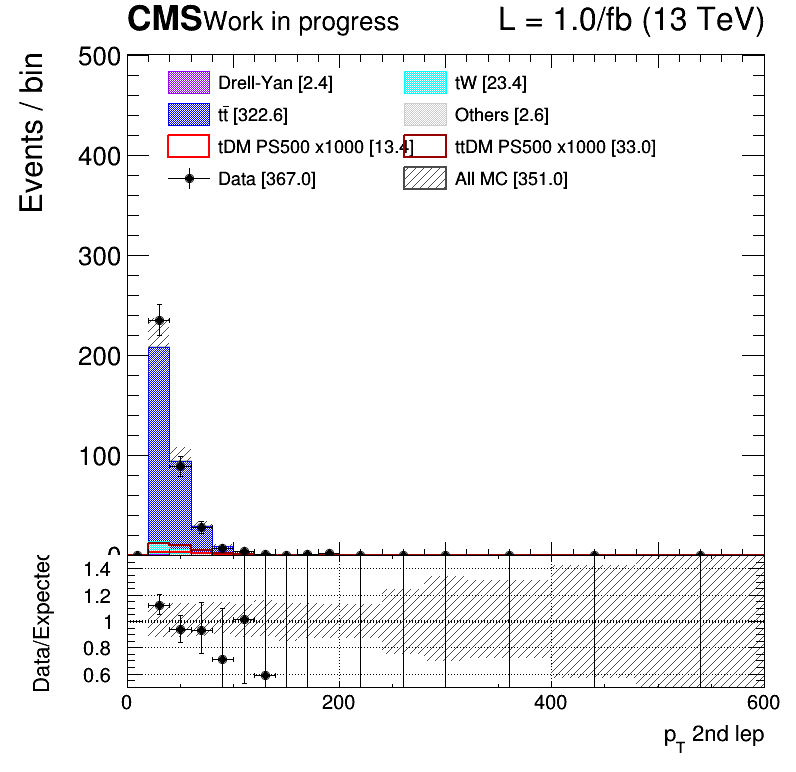 CMS Work in progress L = 1.0/fb (13 TeV)
Events / bin
500
400
300
200
100
0
Drell-Yan [2.4] tW [23.4]
tt̄ [322.6] Others [2.6]
tDM PS500 x1000 [13.4] ttDM PS500 x1000 [33.0]
Data [367.0] All MC [351.0]
Data/Expected
1.4
1.2
1
0.8
0.6
0 200 400 600
p_T 2nd lep